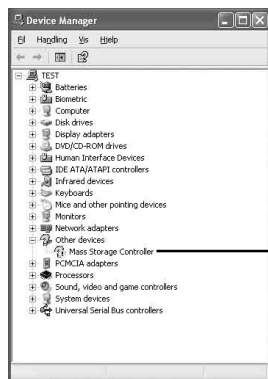 Device Manager
Fil Handling Vis Hjelp
TEST
Batteries
Biometric
Computer
Disk drives
Display adapters
DVD/CD-ROM drives
Human Interface Devices
IDE ATA/ATAPI controllers
Infrared devices
Keyboards
Mice and other pointing devices
Monitors
Network adapters
Other devices
Mass Storage Controller
PCMCIA adapters
Processors
Sound, video and game controllers
System devices
Universal Serial Bus controllers